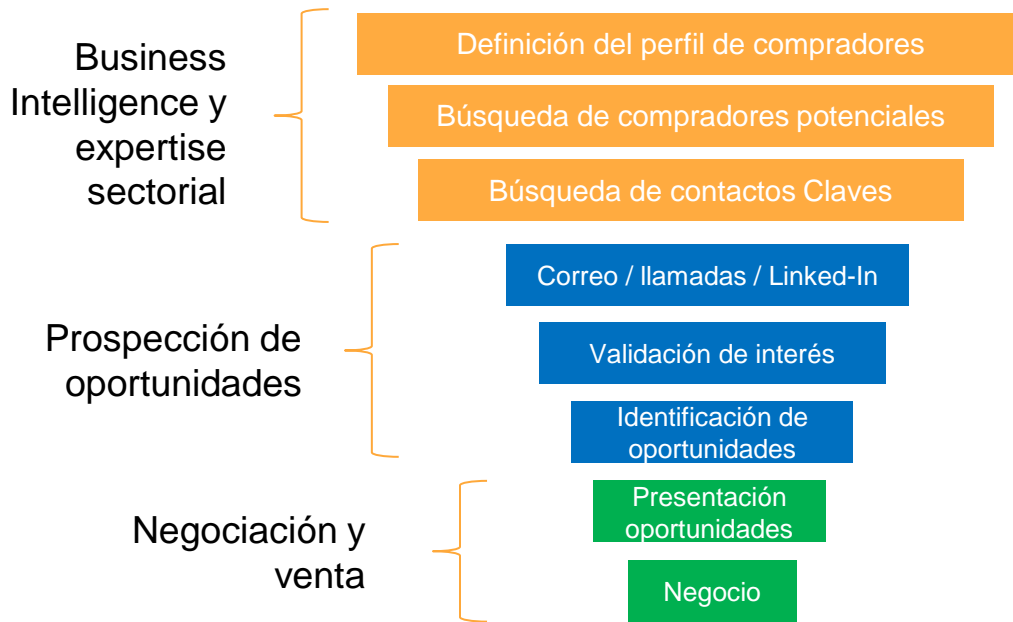 Business
Intelligence y
expertise
sectorial
Definición del perfil de compradores
Búsqueda de compradores potenciales
Búsqueda de contactos Claves
Prospección de
oportunidades
Correo / llamadas / Linked-In
Validación de interés
Identificación de
oportunidades
Negociación y
venta
Presentación
oportunidades
Negocio